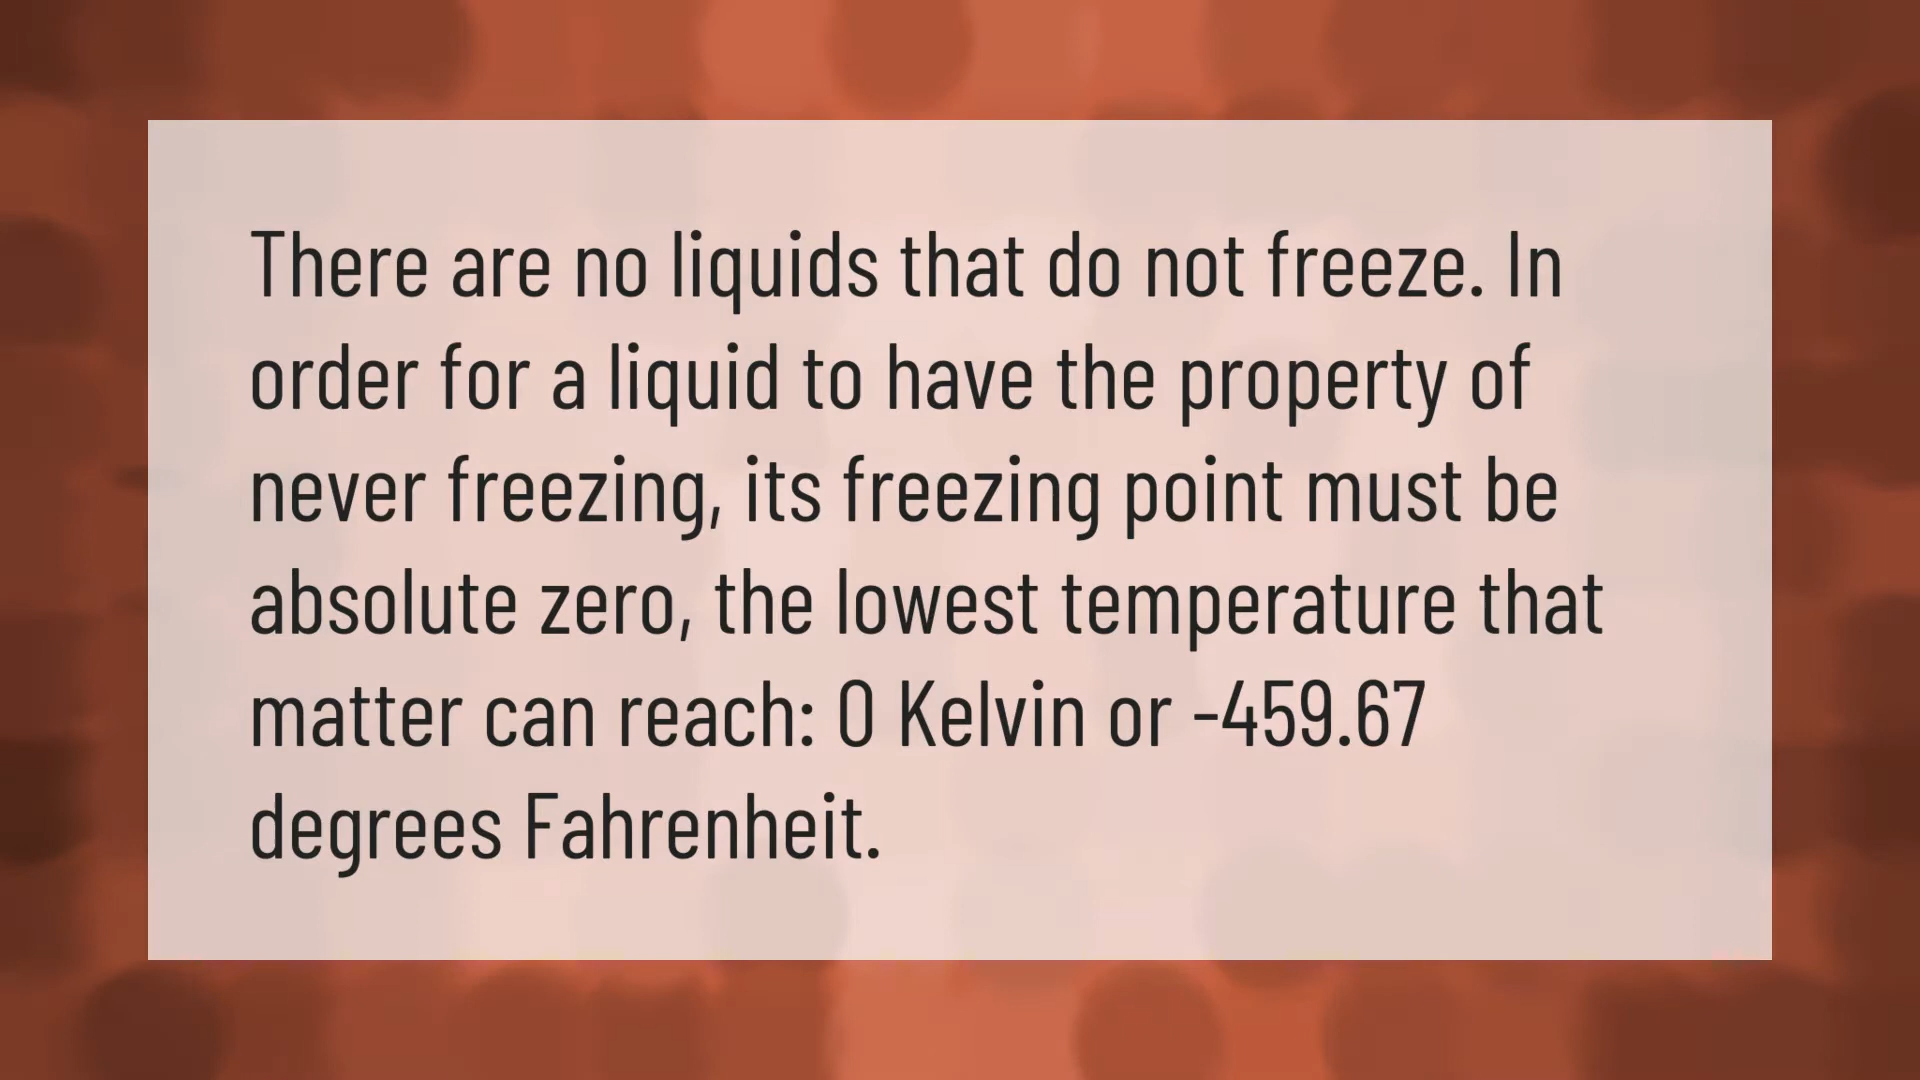 There are no liquids that do not freeze. In
order for a liquid to have the property of
never freezing, its freezing point must be
absolute zero, the lowest temperature that
matter can reach: 0 Kelvin or -459.67
degrees Fahrenheit.